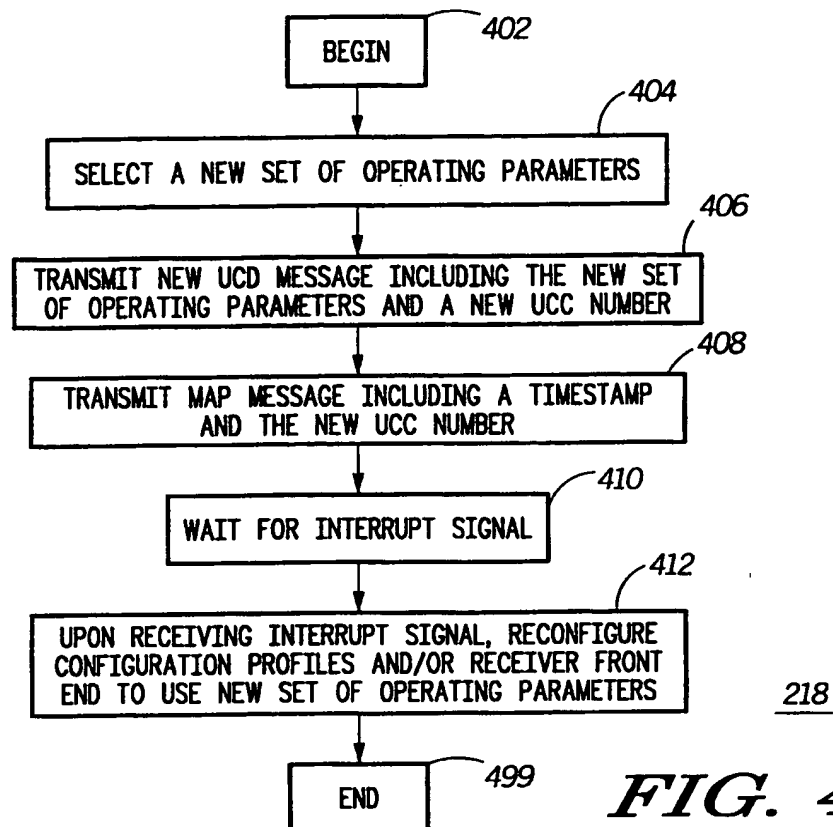 402
BEGIN
404
SELECT A NEW SET OF OPERATING PARAMETERS
406
TRANSMIT NEW UCD MESSAGE INCLUDING THE NEW SET
OF OPERATING PARAMETERS AND A NEW UCC NUMBER
408
TRANSMIT MAP MESSAGE INCLUDING A TIMESTAMP
AND THE NEW UCC NUMBER
410
WAIT FOR INTERRUPT SIGNAL
412
UPON RECEIVING INTERRUPT SIGNAL, RECONFIGURE
CONFIGURATION PROFILES AND/OR RECEIVER FRONT
END TO USE NEW SET OF OPERATING PARAMETERS
218
499
END
FIG. 4